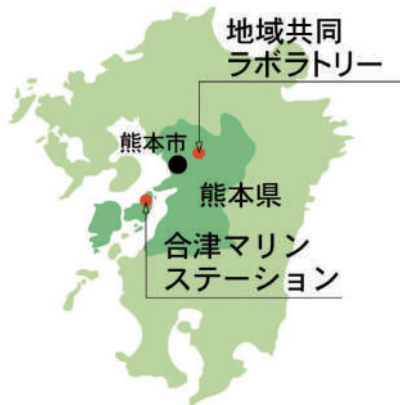 地域共同
ラボラトリー
熊本市
熊本県
合津マリン
ステーション